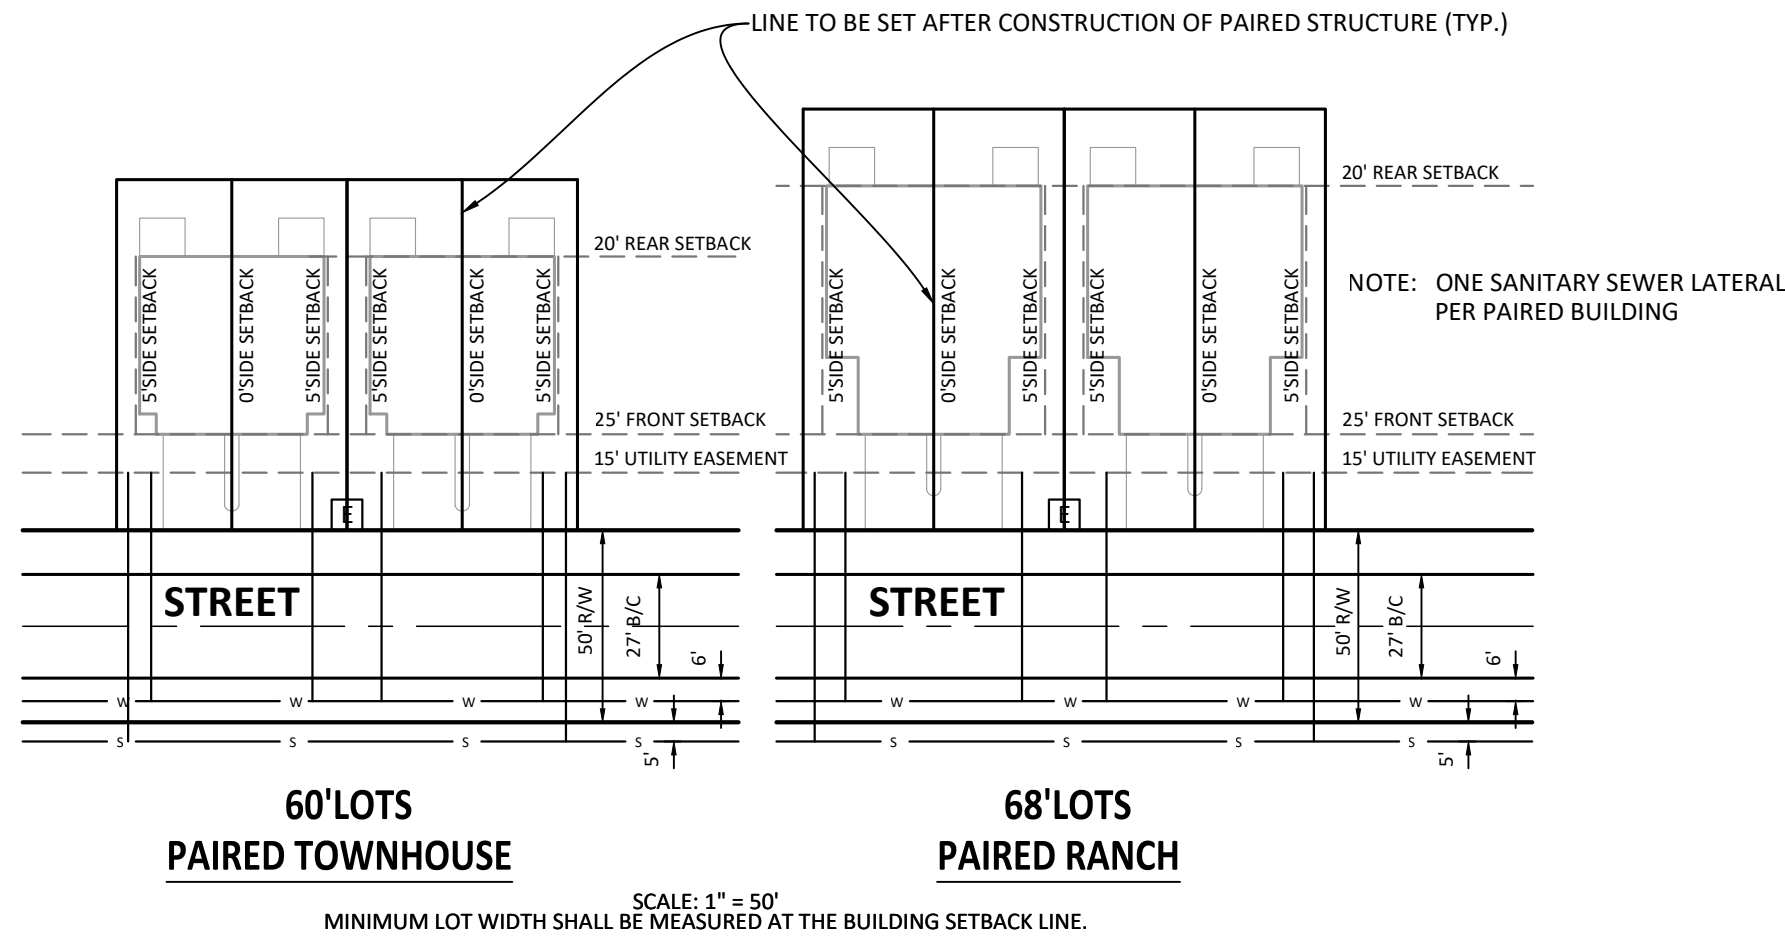 LINE TO BE SET AFTER CONSTRUCTION OF PAIRED STRUCTURE (TYP.)
20' REAR SETBACK
5'SIDE SETBACK
0'SIDE SETBACK
5'SIDE SETBACK
5'SIDE SETBACK
0'SIDE SETBACK
5'SIDE SETBACK
25' FRONT SETBACK
15' UTILITY EASEMENT
E
STREET
50' R/W
27' B/C
6'
W
W
W
W
S
S
S
S
5'
60'LOTS
PAIRED TOWNHOUSE
20' REAR SETBACK
5'SIDE SETBACK
0'SIDE SETBACK
5'SIDE SETBACK
5'SIDE SETBACK
0'SIDE SETBACK
5'SIDE SETBACK
NOTE: ONE SANITARY SEWER LATERAL
PER PAIRED BUILDING
25' FRONT SETBACK
15' UTILITY EASEMENT
E
STREET
50' R/W
27' B/C
6'
W
W
W
W
S
S
S
S
5'
68'LOTS
PAIRED RANCH
SCALE: 1" = 50'
MINIMUM LOT WIDTH SHALL BE MEASURED AT THE BUILDING SETBACK LINE.